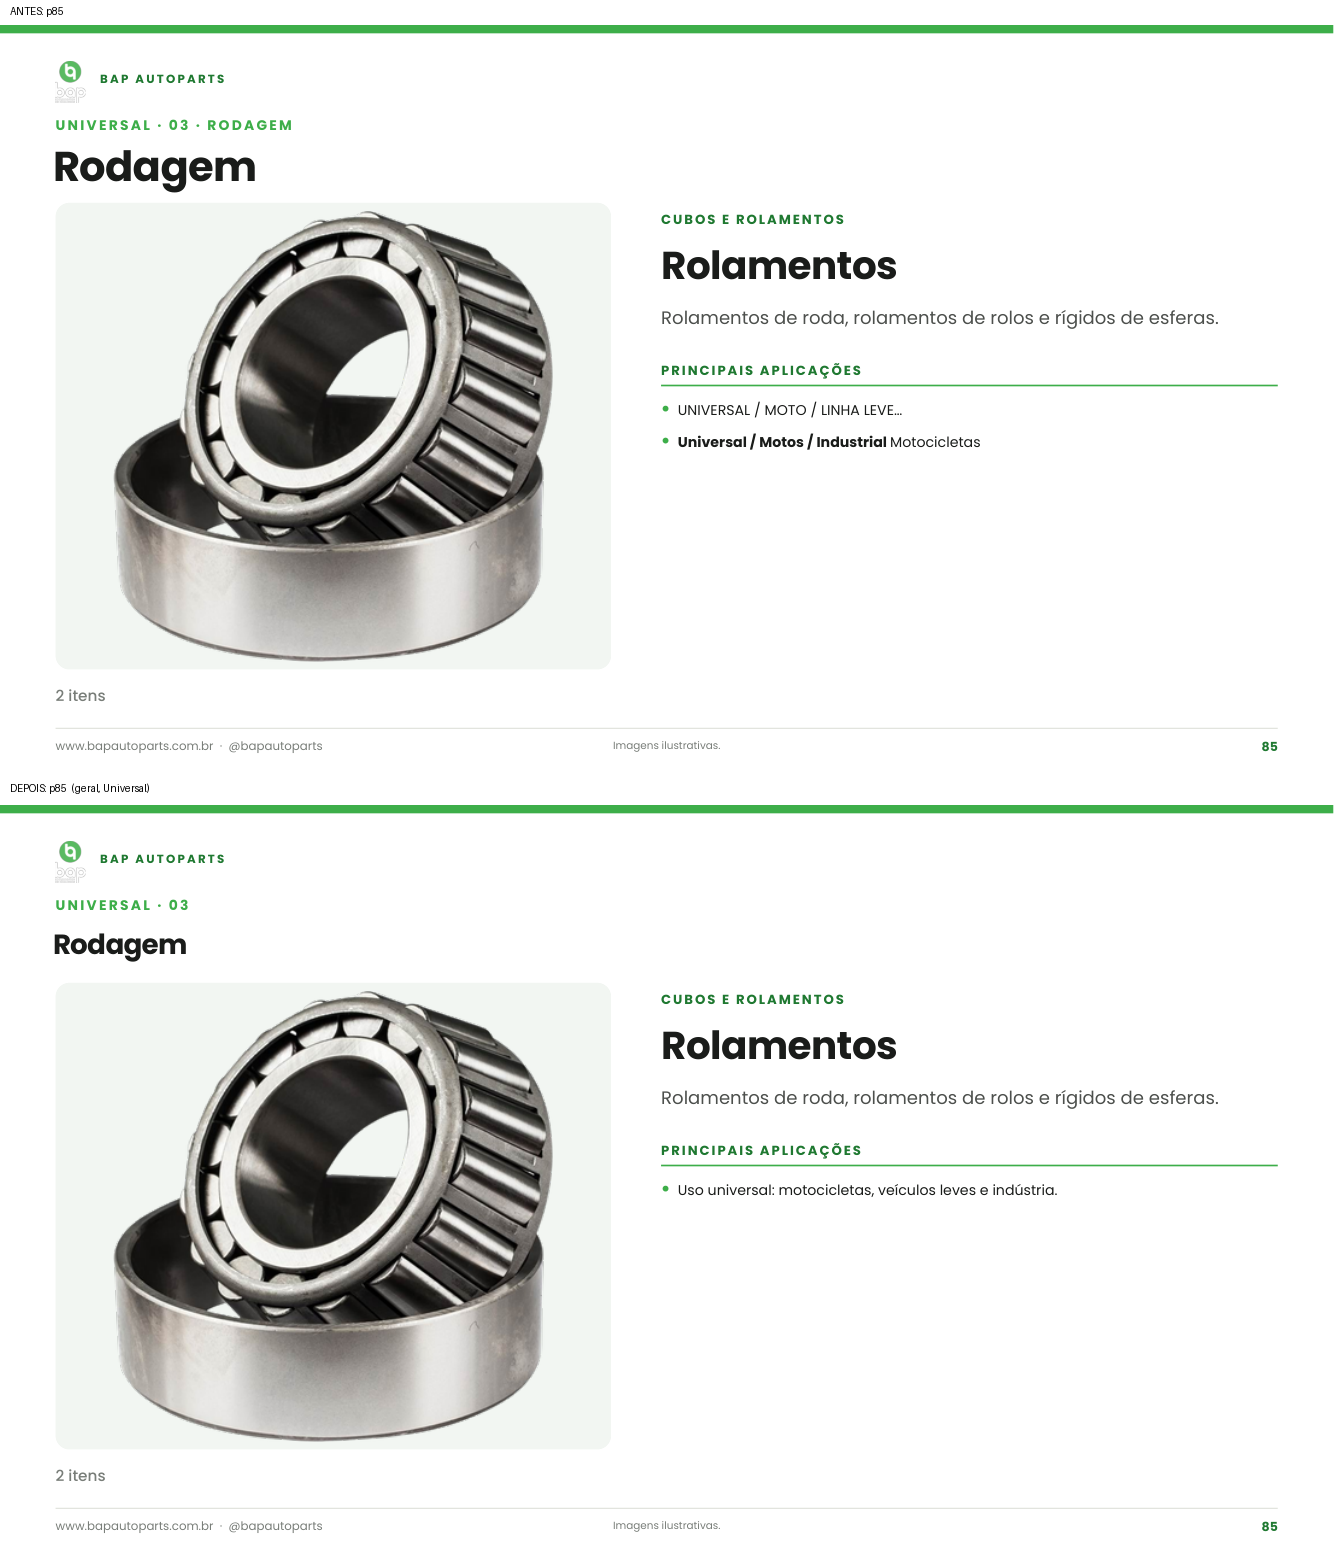 ANTES: p85
bap
BAP AUTOPARTS
UNIVERSAL · 03 · RODAGEM
Rodagem
CUBOS E ROLAMENTOS
Rolamentos
Rolamentos de roda, rolamentos de rolos e rígidos de esferas.
PRINCIPAIS APLICAÇÕES
UNIVERSAL / MOTO / LINHA LEVE...
Universal / Motos / Industrial Motocicletas
2 itens
www.bapautoparts.com.br · @bapautoparts
Imagens ilustrativas.
85
DEPOIS: p85 (geral, Universal)
bap
BAP AUTOPARTS
UNIVERSAL · 03
Rodagem
CUBOS E ROLAMENTOS
Rolamentos
Rolamentos de roda, rolamentos de rolos e rígidos de esferas.
PRINCIPAIS APLICAÇÕES
Uso universal: motocicletas, veículos leves e indústria.
2 itens
www.bapautoparts.com.br · @bapautoparts
Imagens ilustrativas.
85